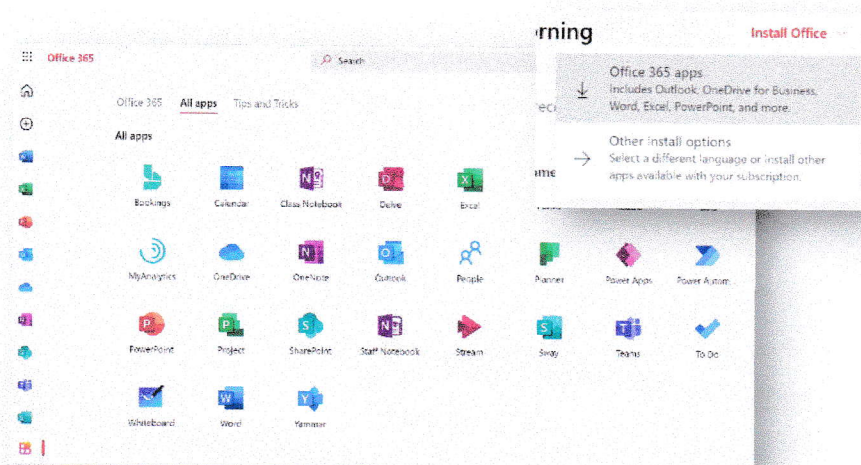 rning
Install Office
Office 365 apps
Includes Outlook, OneDrive for Business,
Word, Excel, PowerPoint, and more.
Other install options
Select a different language or install other
apps available with your subscription.
Office 365
Search
Office 365 All apps Tips and Tricks
All apps
Bookings Calendar Class Notebook Delve Excel
MyAnalytics OneDrive OneNote Outlook People Planner Power Apps Power Autom...
PowerPoint Project SharePoint Staff Notebook Stream Sway Teams To Do
Whiteboard Word Yammer